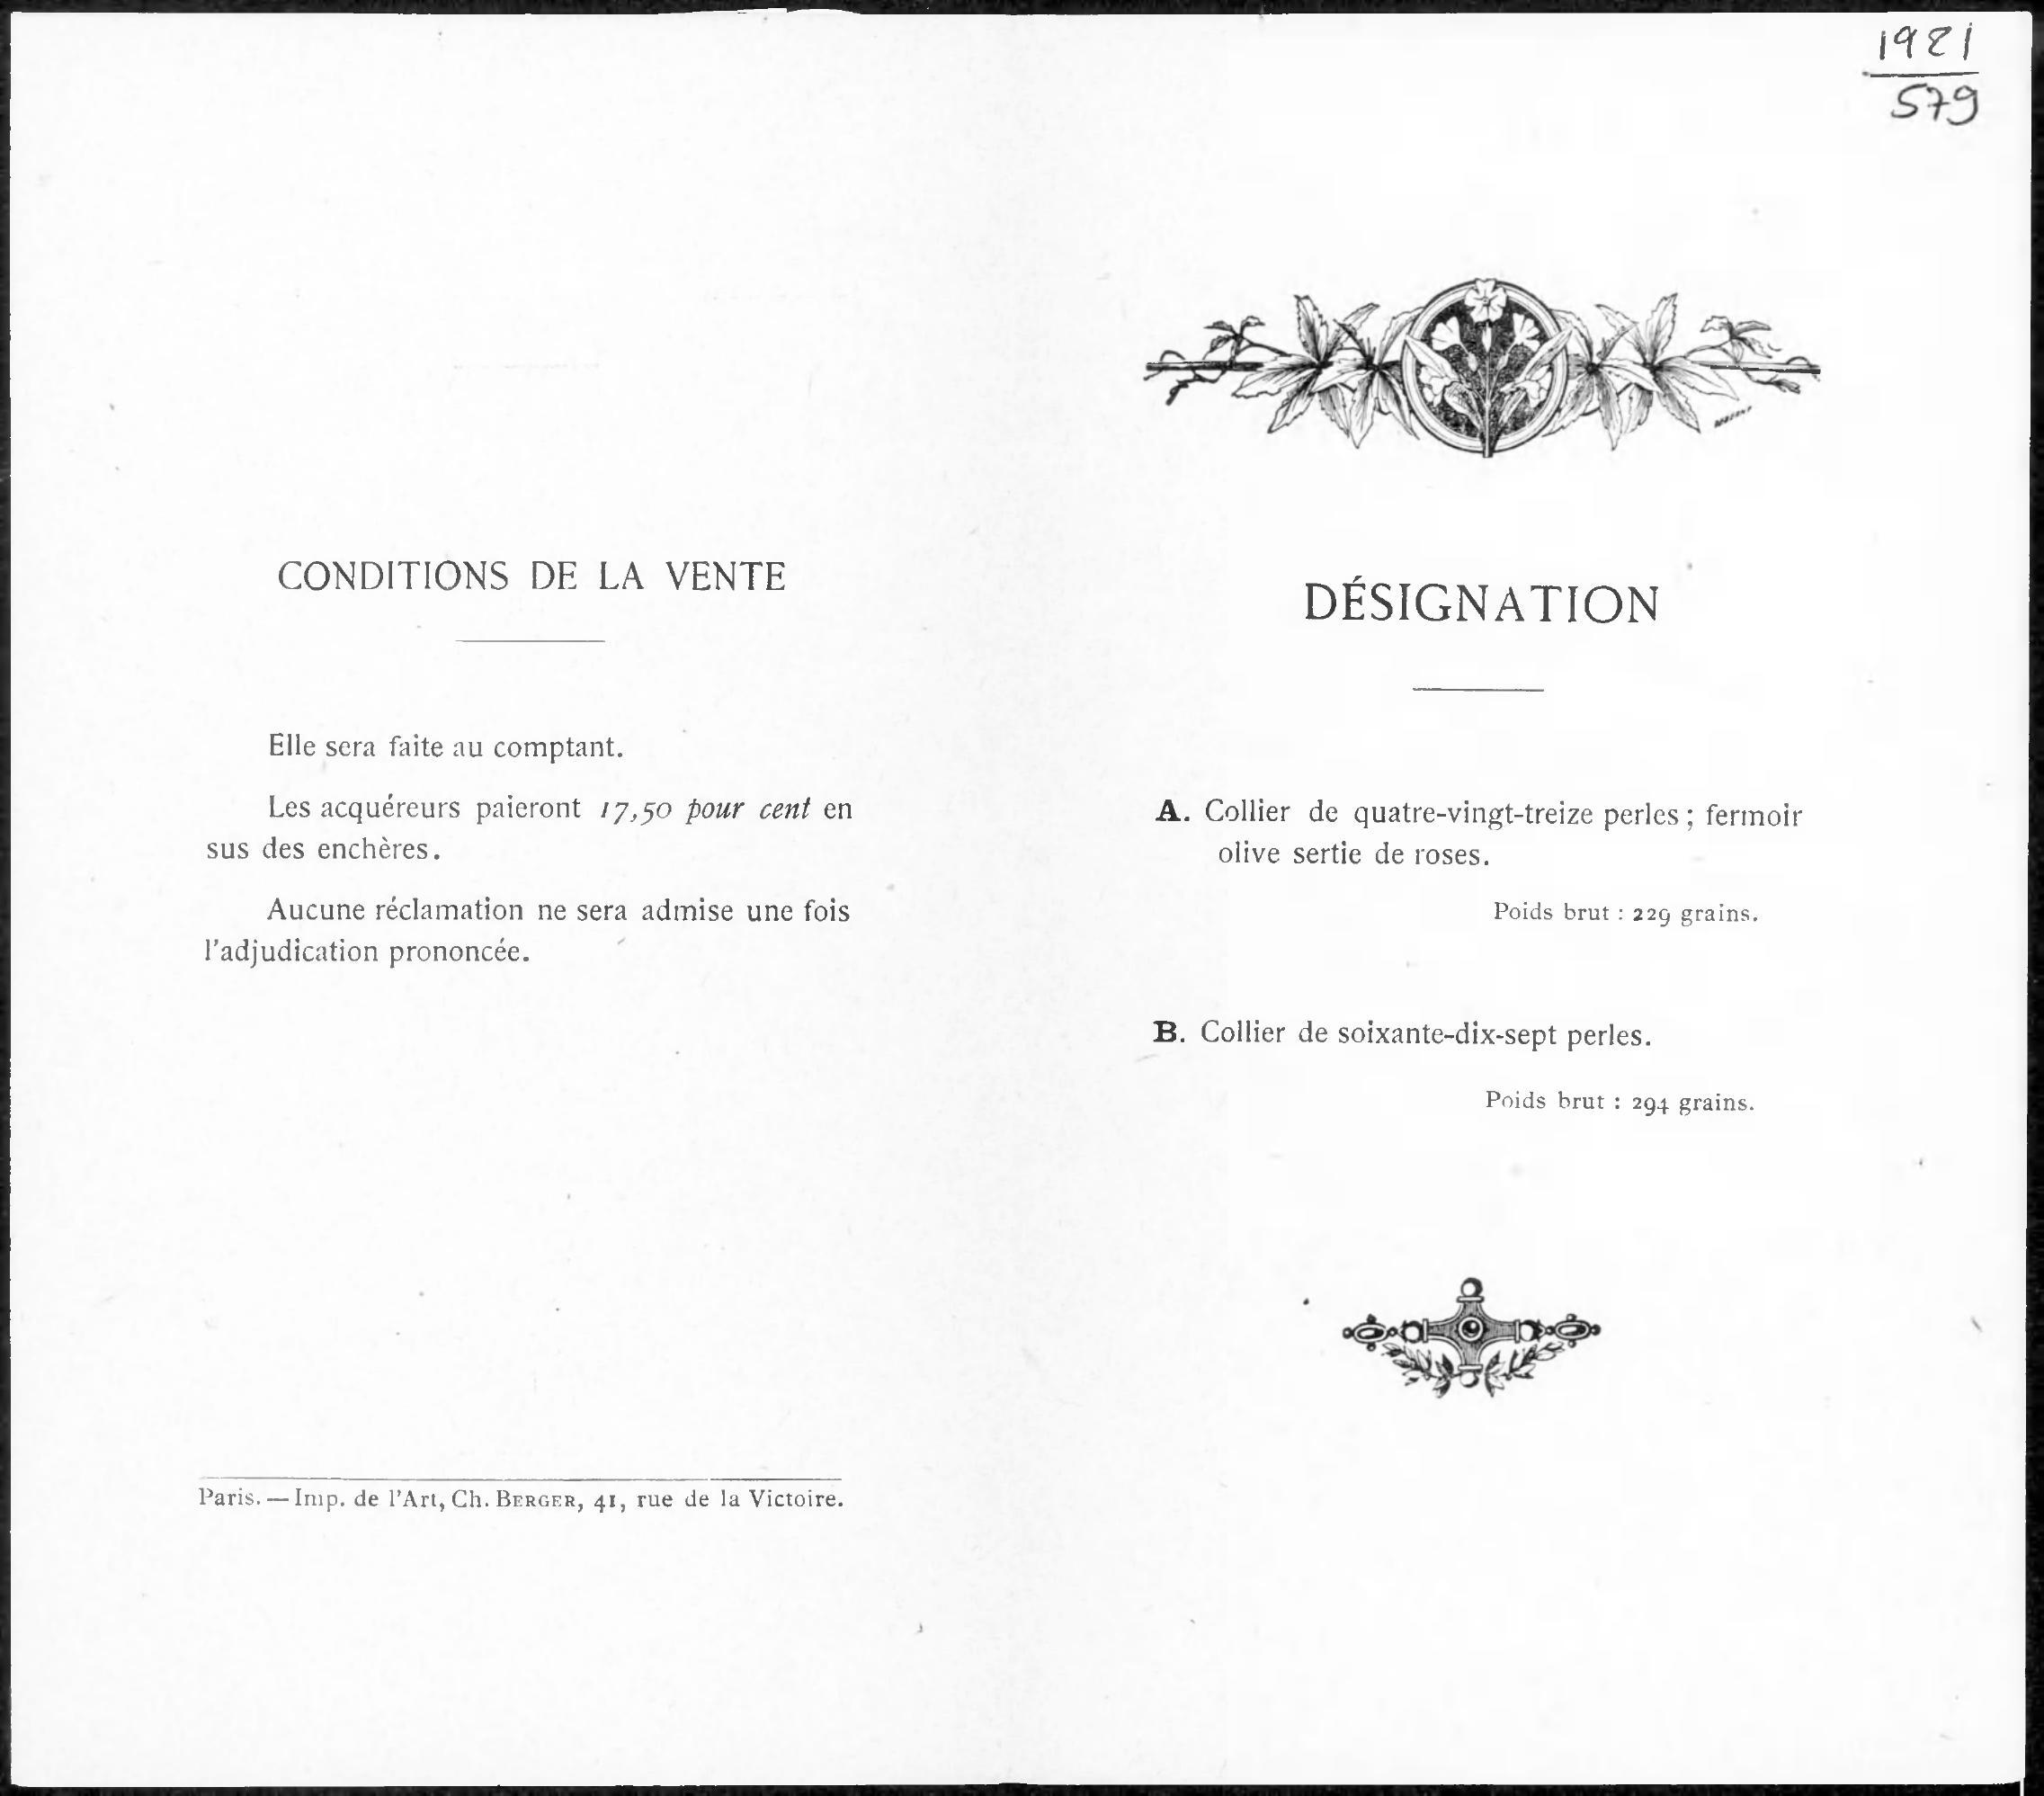 CONDITIONS DE LA VENTE
Elle sera faite au comptant.
Les acquéreurs paieront 17,50 pour cent en
sus des enchères.
Aucune réclamation ne sera admise une fois
l'adjudication prononcée.
Paris. — Imp. de l'Art, Ch. BERGER, 41, rue de la Victoire.
1921
579
DÉSIGNATION
A. Collier de quatre-vingt-treize perles ; fermoir
olive sertie de roses.
Poids brut : 229 grains.
B. Collier de soixante-dix-sept perles.
Poids brut : 294 grains.